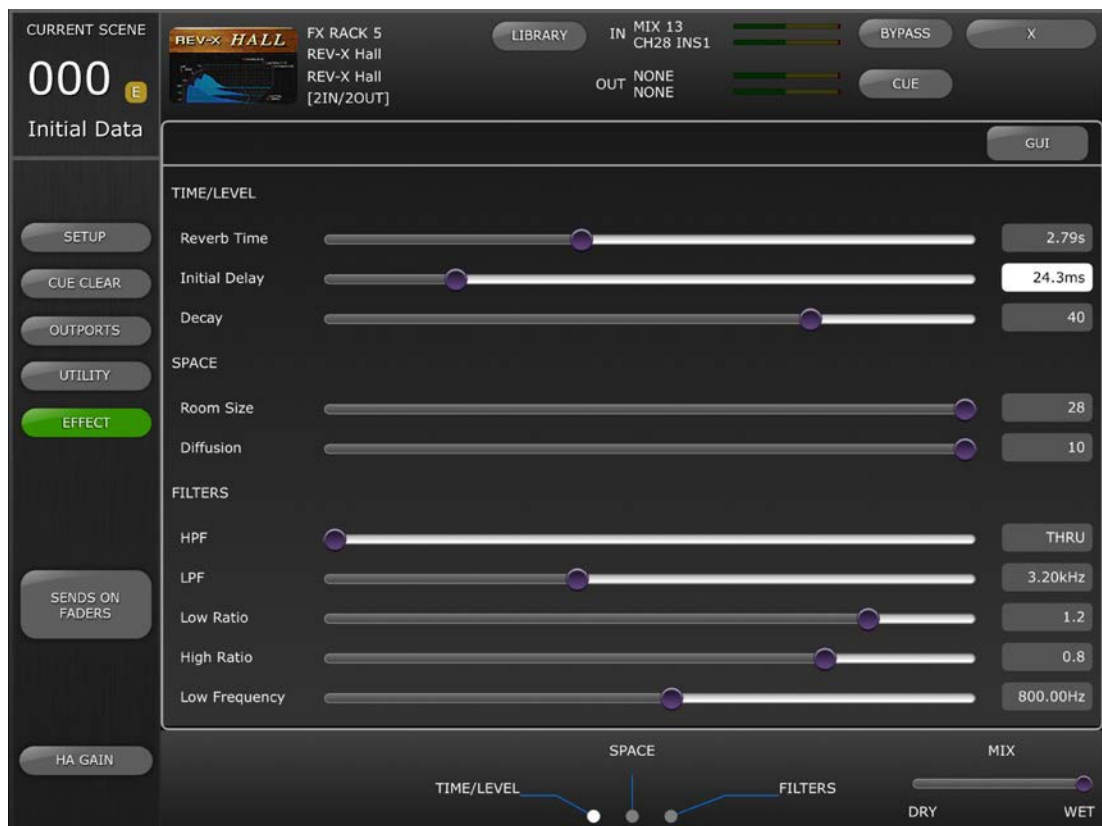 CURRENT SCENE
000 E
Initial Data
REV-X HALL
FX RACK 5
REV-X Hall
REV-X Hall
[2IN/2OUT]
LIBRARY
IN MIX 13
CH28 INS1
OUT NONE
NONE
BYPASS
CUE
X
GUI
SETUP
CUE CLEAR
OUTPORTS
UTILITY
EFFECT
SENDS ON
FADERS
HA GAIN
TIME/LEVEL
Reverb Time 2.79s
Initial Delay 24.3ms
Decay 40
SPACE
Room Size 28
Diffusion 10
FILTERS
HPF THRU
LPF 3.20kHz
Low Ratio 1.2
High Ratio 0.8
Low Frequency 800.00Hz
SPACE
TIME/LEVEL
FILTERS
MIX
DRY WET